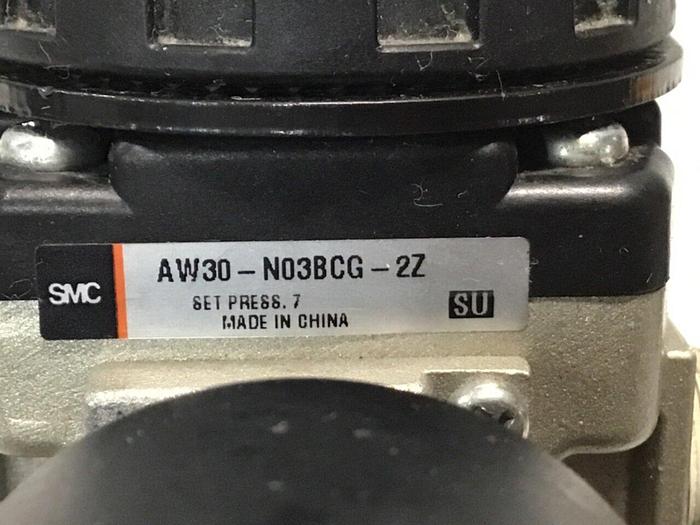 SMC
AW30-N03BCG-2Z
SET PRESS. 7
MADE IN CHINA
SU